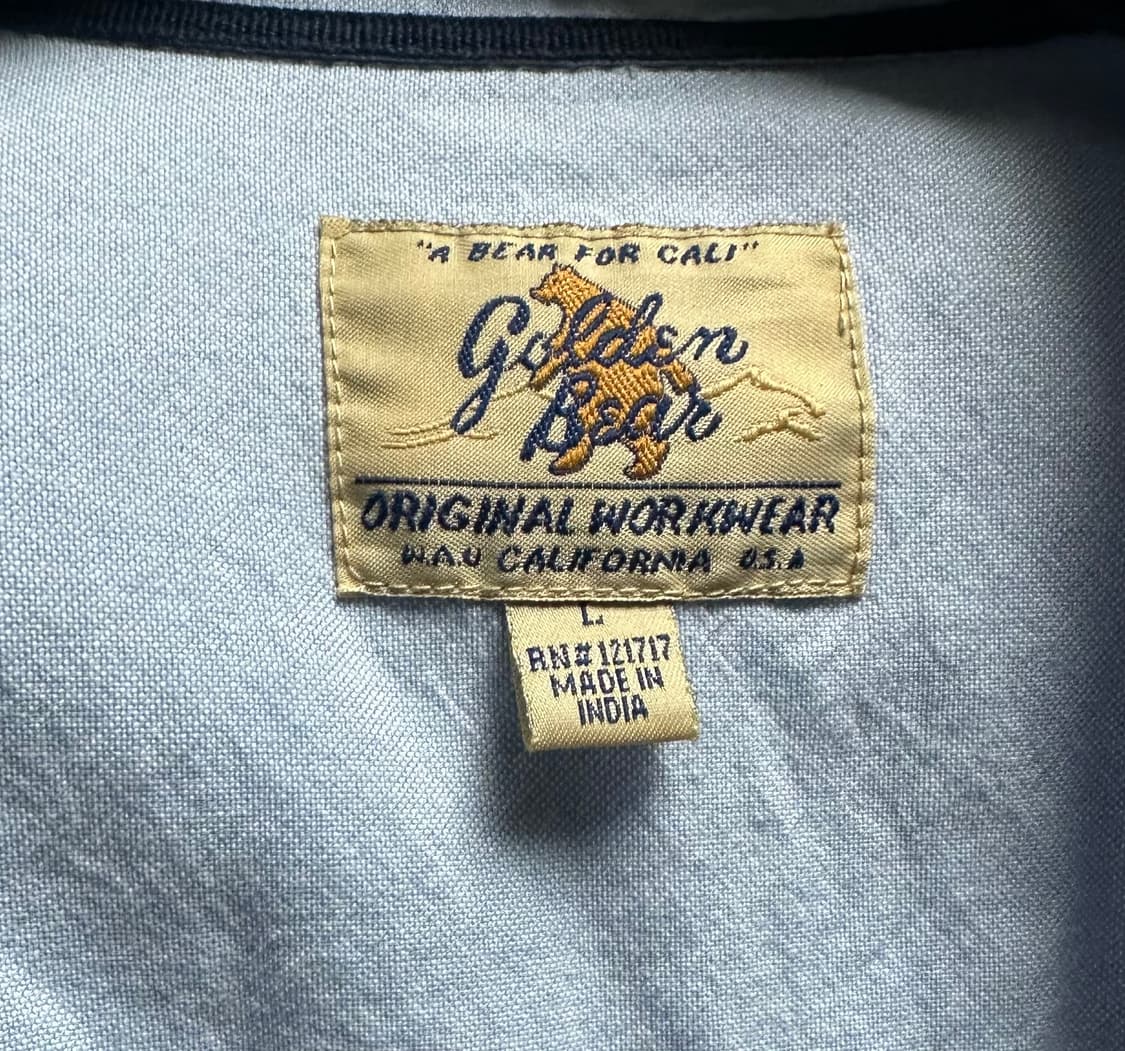 "A BEAR FOR CALI"
Golden
Bear
ORIGINAL WORKWEAR
W.A.U CALIFORNIA U.S.A
L
RN# 121717
MADE IN
INDIA